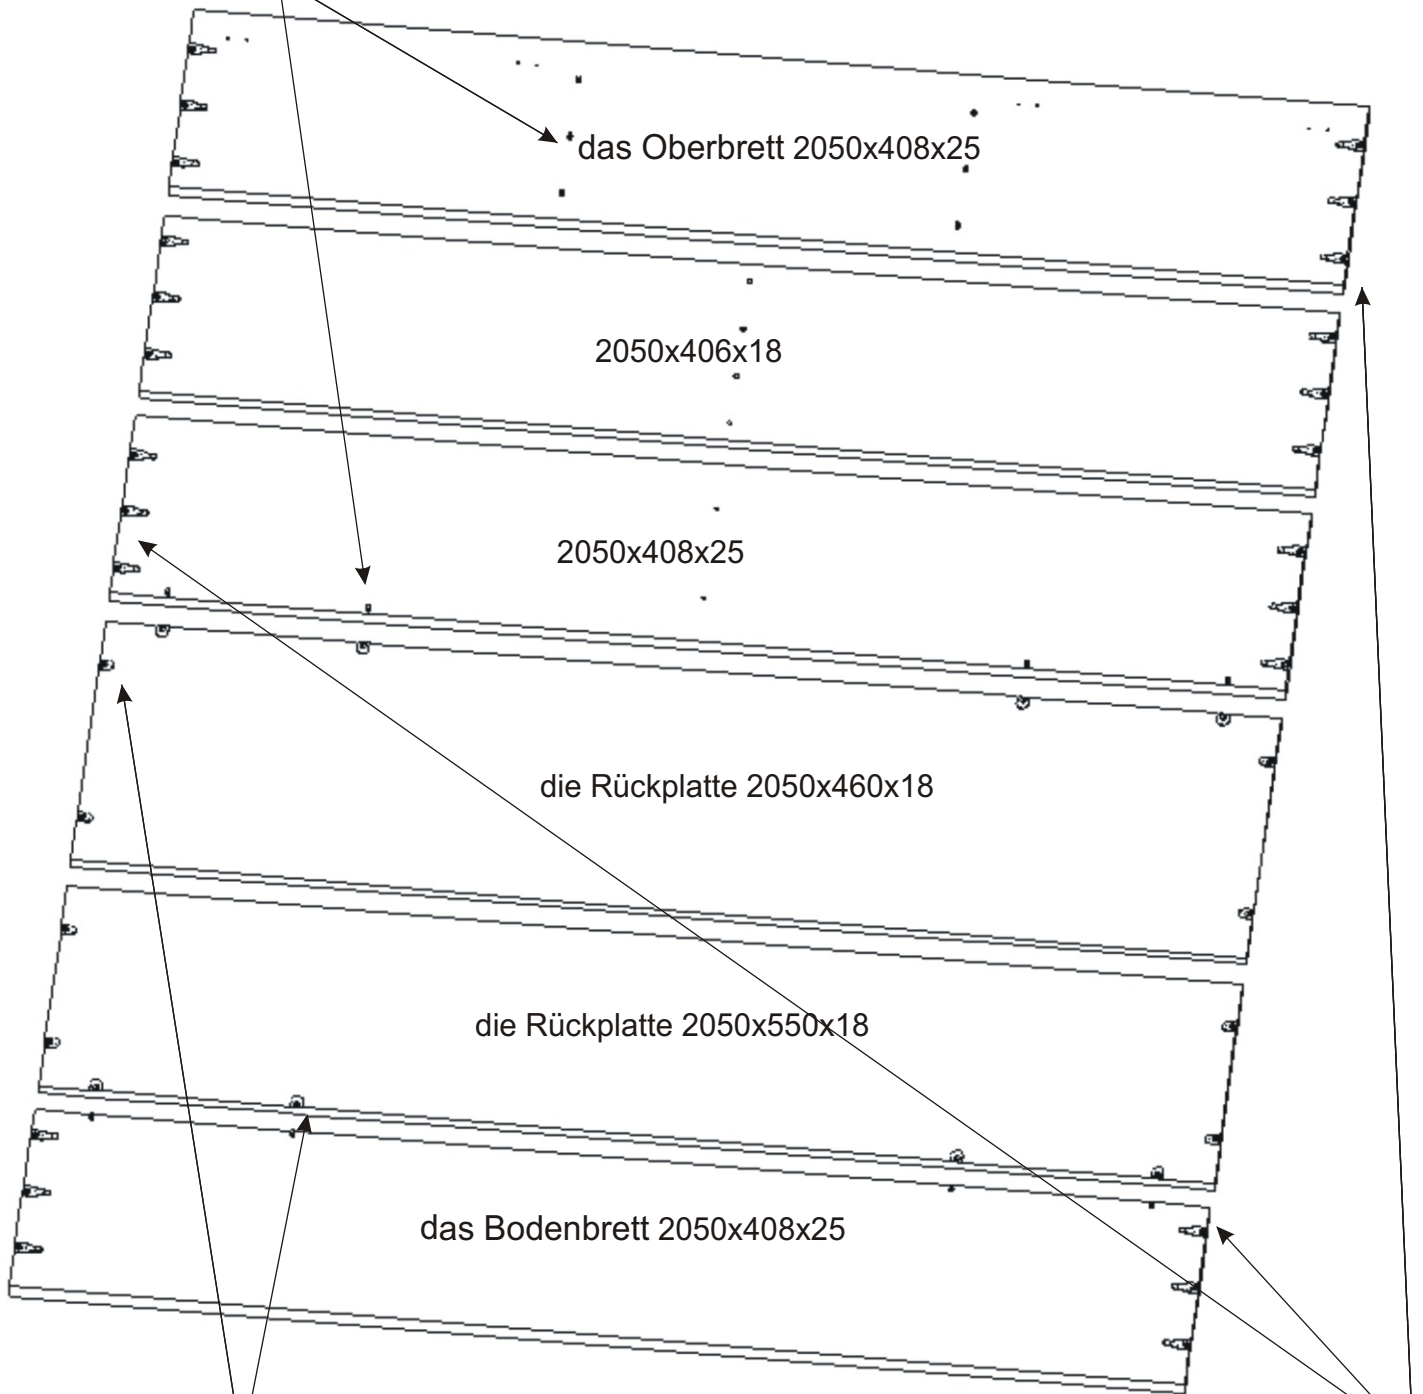 das Oberbrett 2050x408x25
2050x406x18
2050x408x25
die Rückplatte 2050x460x18
die Rückplatte 2050x550x18
das Bodenbrett 2050x408x25